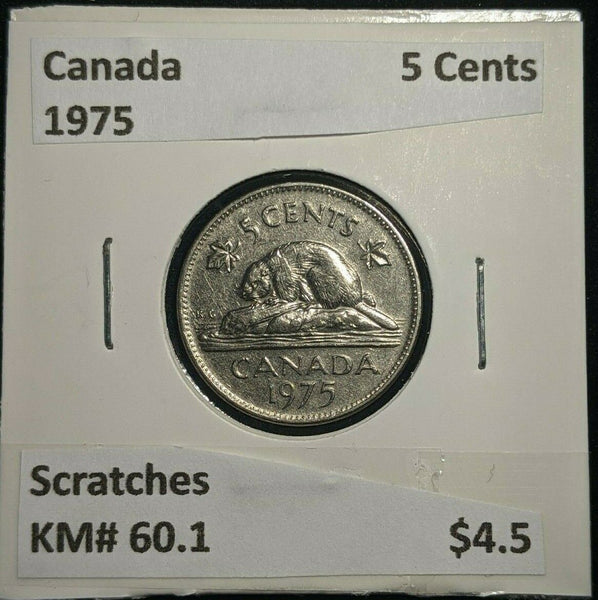 Canada 5 Cents
1975
5 CENTS
K G
CANADA
1975
Scratches
KM# 60.1 $4.5